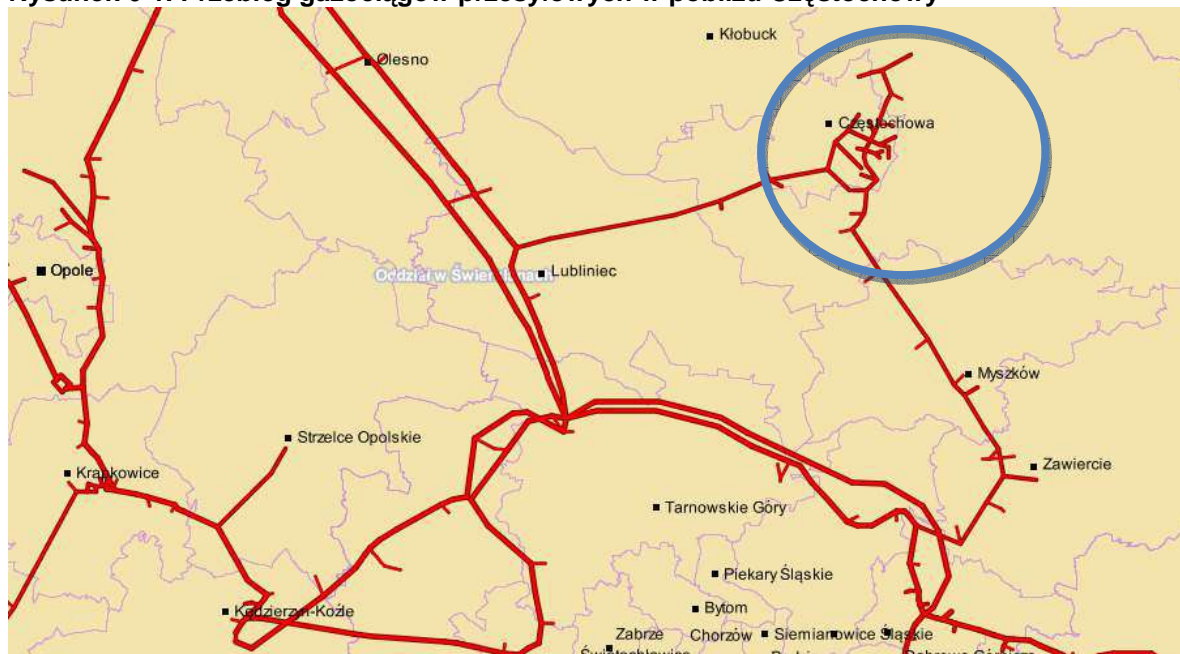 Kłobuck
Olesno
Częstochowa
Opole
Oddział w Świerklanach
Lubliniec
Myszków
Strzelce Opolskie
Krapkowice
Zawiercie
Tarnowskie Góry
Piekary Śląskie
Kędzierzyn-Koźle
Bytom
Zabrze
Chorzów
Siemianowice Śląskie
Świętochłowice